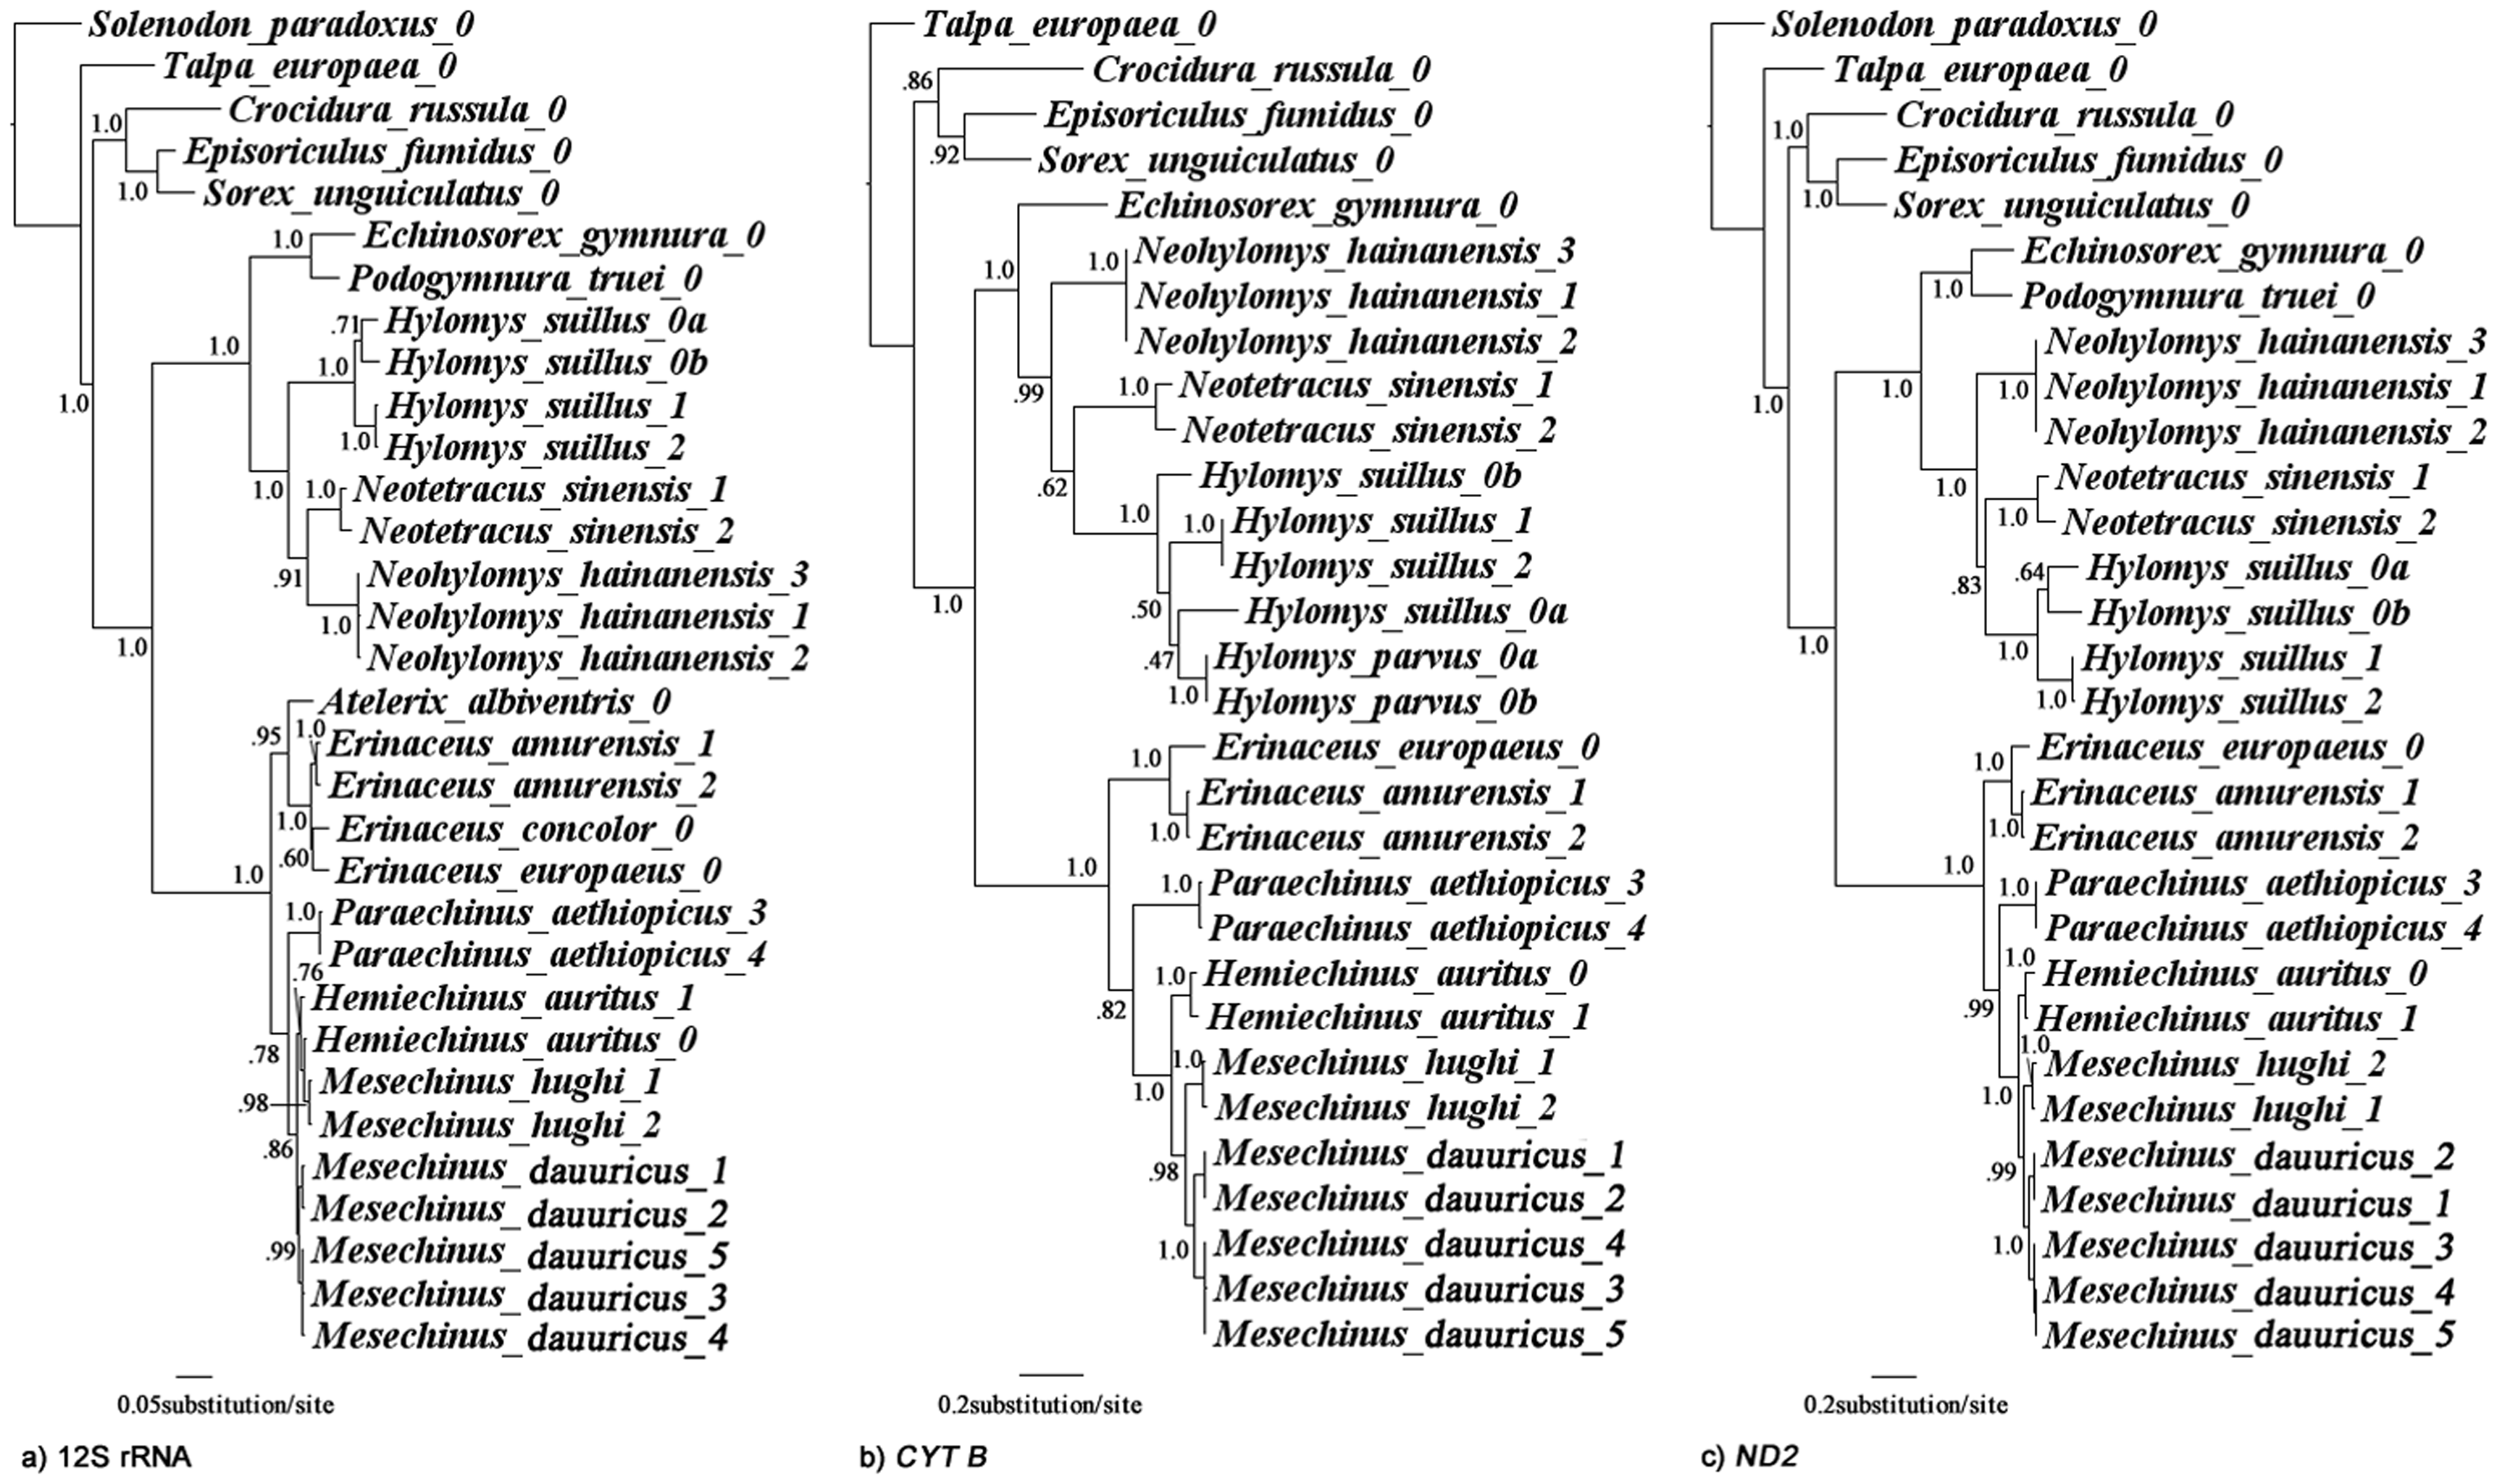 Solenodon_paradoxus_0
Talpa_europaea_0
Crocidura_russula_0
1.0
Episoriculus_fumidus_0
1.0
Sorex_unguiculatus_0
Echinosorex_gymnura_0
1.0
Podogymnura_truei_0
Hylomys_suillus_0a
.71
1.0
Hylomys_suillus_0b
1.0
1.0
Hylomys_suillus_1
1.0
Hylomys_suillus_2
1.0
1.0
Neotetracus_sinensis_1
Neotetracus_sinensis_2
.91
Neohylomys_hainanensis_3
1.0
Neohylomys_hainanensis_1
1.0
Neohylomys_hainanensis_2
Atelerix_albiventris_0
.95
1.0
Erinaceus_amurensis_1
Erinaceus_amurensis_2
1.0
Erinaceus_concolor_0
.60
1.0
Erinaceus_europaeus_0
1.0
Paraechinus_aethiopicus_3
Paraechinus_aethiopicus_4
.76
Hemiechinus_auritus_1
.78
Hemiechinus_auritus_0
Mesechinus_hughi_1
.98
Mesechinus_hughi_2
.86
Mesechinus_dauuricus_1
Mesechinus_dauuricus_2
.99
Mesechinus_dauuricus_5
Mesechinus_dauuricus_3
Mesechinus_dauuricus_4
0.05substitution/site
a) 12S rRNA
Talpa_europaea_0
.86
Crocidura_russula_0
Episoriculus_fumidus_0
.92
Sorex_unguiculatus_0
Echinosorex_gymnura_0
1.0
1.0
Neohylomys_hainanensis_3
Neohylomys_hainanensis_1
Neohylomys_hainanensis_2
.99
1.0
Neotetracus_sinensis_1
Neotetracus_sinensis_2
.62
Hylomys_suillus_0b
1.0
1.0
Hylomys_suillus_1
Hylomys_suillus_2
1.0
.50
Hylomys_suillus_0a
.47
Hylomys_parvus_0a
1.0
Hylomys_parvus_0b
1.0
Erinaceus_europaeus_0
Erinaceus_amurensis_1
1.0
Erinaceus_amurensis_2
1.0
1.0
Paraechinus_aethiopicus_3
Paraechinus_aethiopicus_4
1.0
Hemiechinus_auritus_0
.82
Hemiechinus_auritus_1
1.0
Mesechinus_hughi_1
1.0
Mesechinus_hughi_2
.98
Mesechinus_dauuricus_1
Mesechinus_dauuricus_2
1.0
Mesechinus_dauuricus_4
Mesechinus_dauuricus_3
Mesechinus_dauuricus_5
0.2substitution/site
b) CYT B
Solenodon_paradoxus_0
Talpa_europaea_0
Crocidura_russula_0
1.0
Episoriculus_fumidus_0
1.0
Sorex_unguiculatus_0
Echinosorex_gymnura_0
1.0
Podogymnura_truei_0
Neohylomys_hainanensis_3
1.0
1.0
1.0
Neohylomys_hainanensis_1
Neohylomys_hainanensis_2
1.0
Neotetracus_sinensis_1
1.0
Neotetracus_sinensis_2
.83
.64
Hylomys_suillus_0a
Hylomys_suillus_0b
1.0
1.0
Hylomys_suillus_1
1.0
Hylomys_suillus_2
1.0
Erinaceus_europaeus_0
Erinaceus_amurensis_1
1.0
Erinaceus_amurensis_2
1.0
1.0
Paraechinus_aethiopicus_3
Paraechinus_aethiopicus_4
1.0
Hemiechinus_auritus_0
.99
Hemiechinus_auritus_1
1.0
Mesechinus_hughi_2
1.0
Mesechinus_hughi_1
.99
Mesechinus_dauuricus_2
Mesechinus_dauuricus_1
1.0
Mesechinus_dauuricus_3
Mesechinus_dauuricus_4
Mesechinus_dauuricus_5
0.2substitution/site
c) ND2